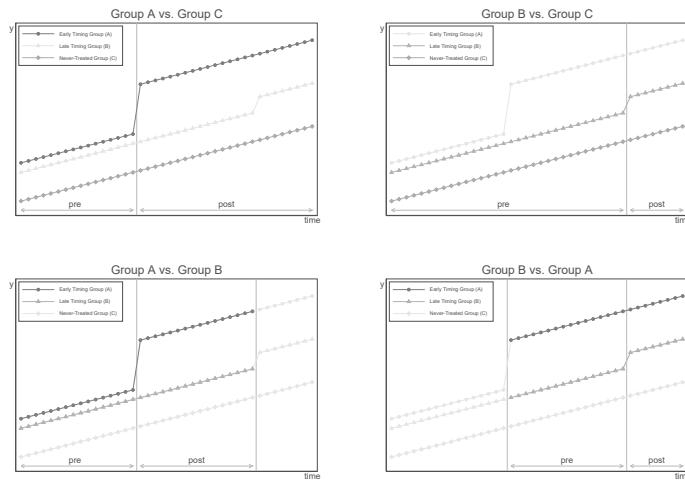 Group A vs. Group C
y
Early Timing Group (A)
Late Timing Group (B)
Never-Treated Group (C)
pre
post
time
Group B vs. Group C
y
Early Timing Group (A)
Late Timing Group (B)
Never-Treated Group (C)
pre
post
time
Group A vs. Group B
y
Early Timing Group (A)
Late Timing Group (B)
Never-Treated Group (C)
pre
post
time
Group B vs. Group A
y
Early Timing Group (A)
Late Timing Group (B)
Never-Treated Group (C)
pre
post
time